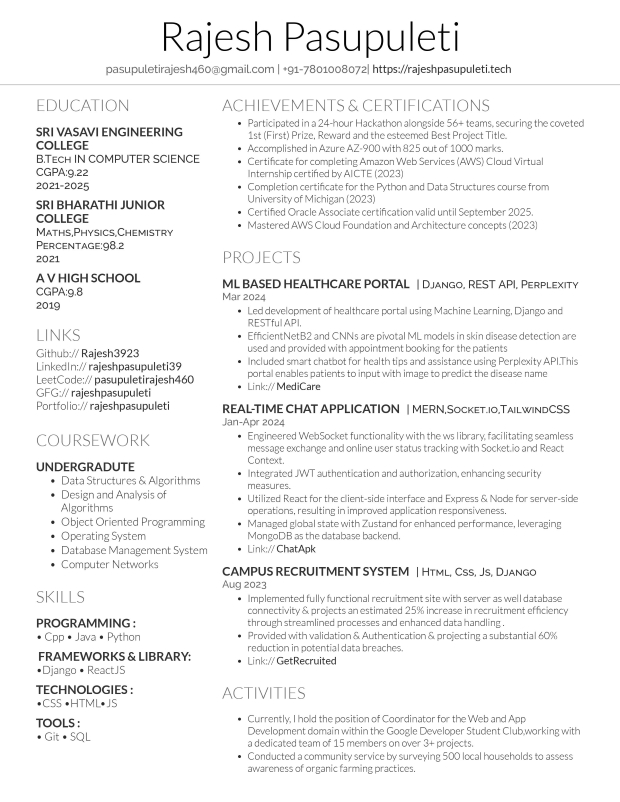 Rajesh Pasupuleti
pasupuletirajesh460@gmail.com | +91-7801008072| https://rajeshpasupuleti.tech
EDUCATION
SRI VASAVI ENGINEERING
COLLEGE
B.Tech IN COMPUTER SCIENCE
CGPA:9.22
2021-2025
SRI BHARATHI JUNIOR
COLLEGE
Maths,Physics,Chemistry
Percentage:98.2
2021
A V HIGH SCHOOL
CGPA:9.8
2019
LINKS
Github:// Rajesh3923
LinkedIn:// rajeshpasupuleti39
LeetCode:// pasupuletirajesh460
GFG:// rajeshpasupuleti
Portfolio:// rajeshpasupuleti
COURSEWORK
UNDERGRADUTE
• Data Structures & Algorithms
• Design and Analysis of
Algorithms
• Object Oriented Programming
• Operating System
• Database Management System
• Computer Networks
SKILLS
PROGRAMMING :
• Cpp • Java • Python
FRAMEWORKS & LIBRARY:
•Django • ReactJS
TECHNOLOGIES :
•CSS •HTML•JS
TOOLS :
• Git • SQL
ACHIEVEMENTS & CERTIFICATIONS
• Participated in a 24-hour Hackathon alongside 56+ teams, securing the coveted
1st (First) Prize, Reward and the esteemed Best Project Title.
• Accomplished in Azure AZ-900 with 825 out of 1000 marks.
• Certificate for completing Amazon Web Services (AWS) Cloud Virtual
Internship certified by AICTE (2023)
• Completion certificate for the Python and Data Structures course from
University of Michigan (2023)
• Certified Oracle Associate certification valid until September 2025.
• Mastered AWS Cloud Foundation and Architecture concepts (2023)
PROJECTS
ML BASED HEALTHCARE PORTAL | Django, REST API, Perplexity
Mar 2024
• Led development of healthcare portal using Machine Learning, Django and
RESTful API.
• EfficientNetB2 and CNNs are pivotal ML models in skin disease detection are
used and provided with appointment booking for the patients
• Included smart chatbot for health tips and assistance using Perplexity API,This
portal enables patients to input with image to predict the disease name
• Link:// MediCare
REAL-TIME CHAT APPLICATION | MERN,Socket.io,TailwindCSS
Jan-Apr 2024
• Engineered WebSocket functionality with the ws library, facilitating seamless
message exchange and online user status tracking with Socket.io and React
Context.
• Integrated JWT authentication and authorization, enhancing security
measures.
• Utilized React for the client-side interface and Express & Node for server-side
operations, resulting in improved application responsiveness.
• Managed global state with Zustand for enhanced performance, leveraging
MongoDB as the database backend.
• Link:// ChatApk
CAMPUS RECRUITMENT SYSTEM | Html, Css, Js, Django
Aug 2023
• Implemented fully functional recruitment site with server as well database
connectivity & projects an estimated 25% increase in recruitment efficiency
through streamlined processes and enhanced data handling .
• Provided with validation & Authentication & projecting a substantial 60%
reduction in potential data breaches.
• Link:// GetRecruited
ACTIVITIES
• Currently, I hold the position of Coordinator for the Web and App
Development domain within the Google Developer Student Club,working with
a dedicated team of 15 members on over 3+ projects.
• Conducted a community service by surveying 500 local households to assess
awareness of organic farming practices.